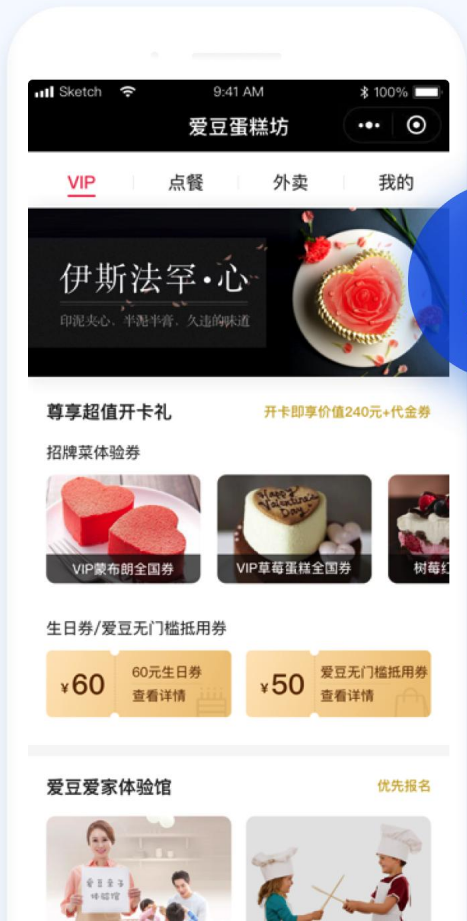 Sketch 9:41 AM 100%
爱豆蛋糕坊
VIP 点餐 外卖 我的
伊斯法罕·心
印泥夹心、半泥半膏、久违的味道
尊享超值开卡礼 开卡即享价值240元+代金券
招牌菜体验券
Happy Valentine's Day
VIP蒙布朗全国券 VIP草莓蛋糕全国券 树莓红
生日券/爱豆无门槛抵用券
¥60 60元生日券 ¥50 爱豆无门槛抵用券
查看详情 查看详情
爱豆爱家体验馆 优先报名
爱豆亲子
体验馆